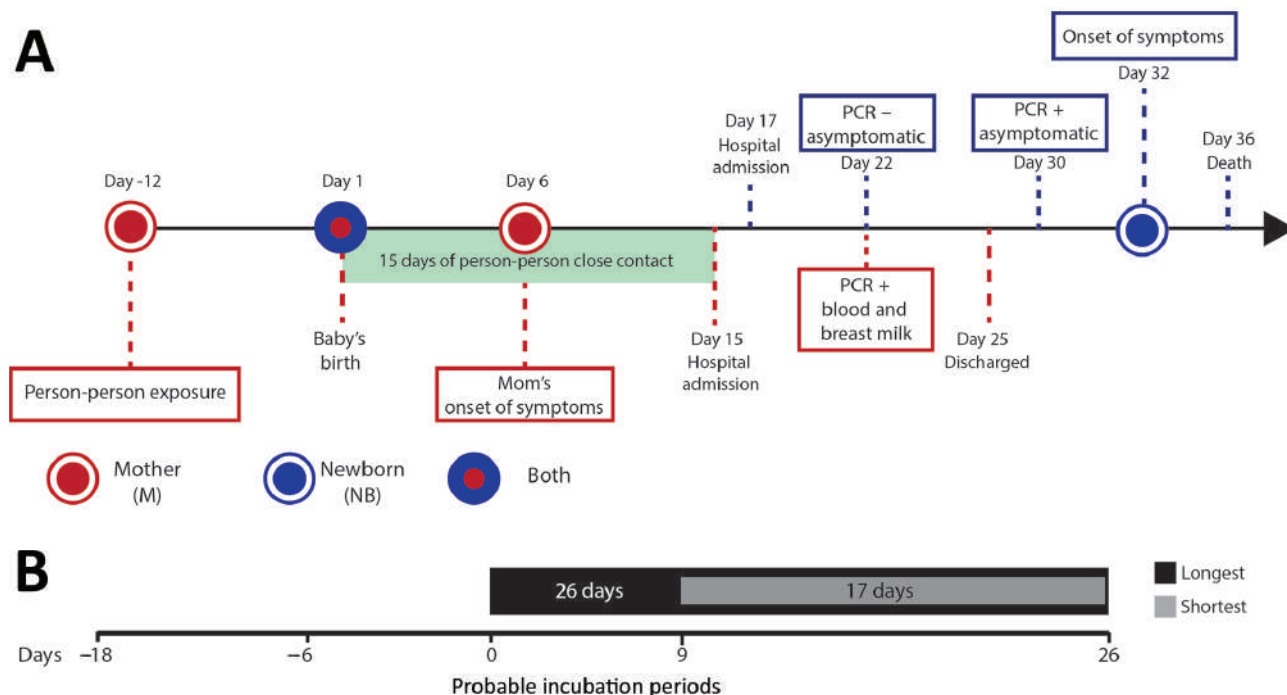 A
Onset of symptoms
Day 32
Day 17
Hospital
admission
PCR –
asymptomatic
Day 22
PCR +
asymptomatic
Day 30
Day 36
Death
Day -12
Day 1
Day 6
15 days of person-person close contact
Baby's
birth
Day 15
Hospital
admission
PCR +
blood and
breast milk
Day 25
Discharged
Person-person exposure
Mom's
onset of symptoms
Mother
(M)
Newborn
(NB)
Both
B
26 days
17 days
Longest
Shortest
Days
–18
–6
0
9
26
Probable incubation periods